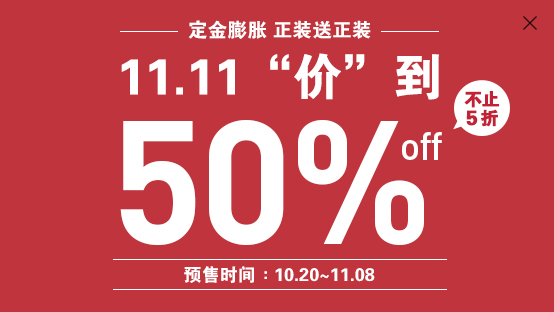 定金膨胀 正装送正装
11.11“价”到
50%off
不止
5折
预售时间：10.20~11.08